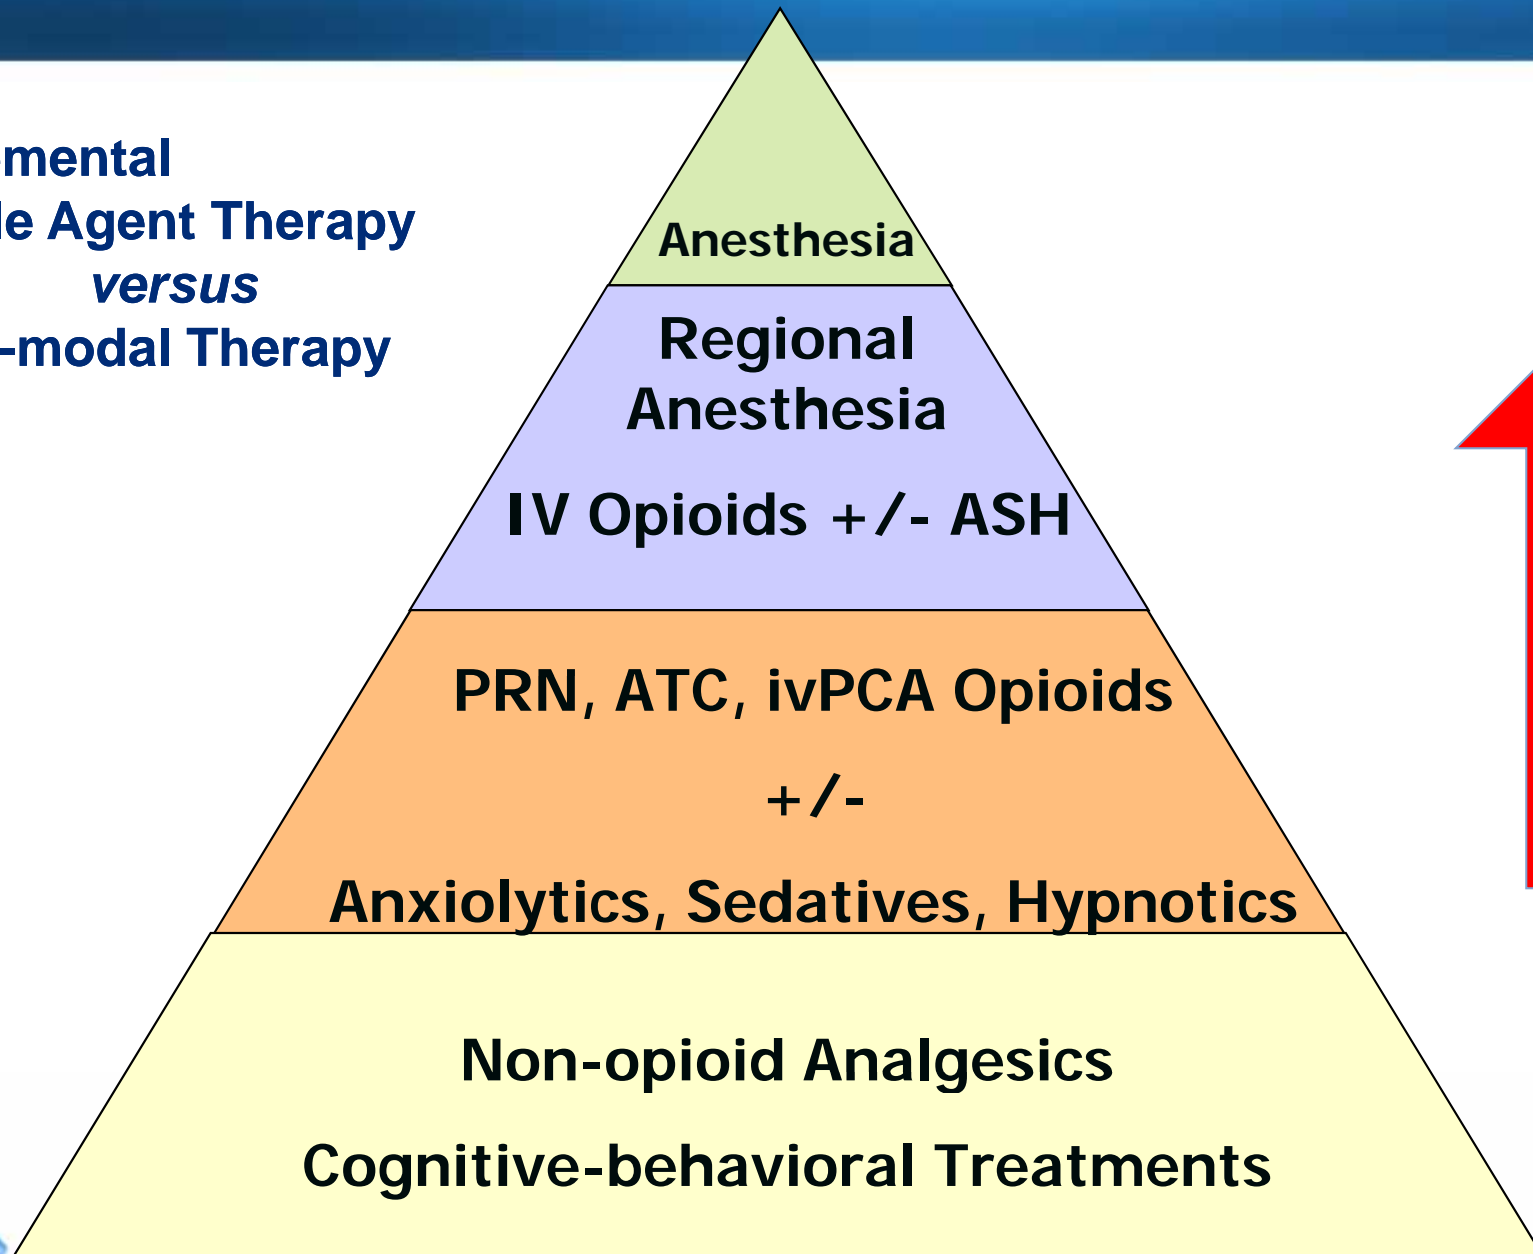 mental
le Agent Therapy
versus
-modal Therapy
Anesthesia
Regional
Anesthesia
IV Opioids +/- ASH
PRN, ATC, ivPCA Opioids
+/-
Anxiolytics, Sedatives, Hypnotics
Non-opioid Analgesics
Cognitive-behavioral Treatments